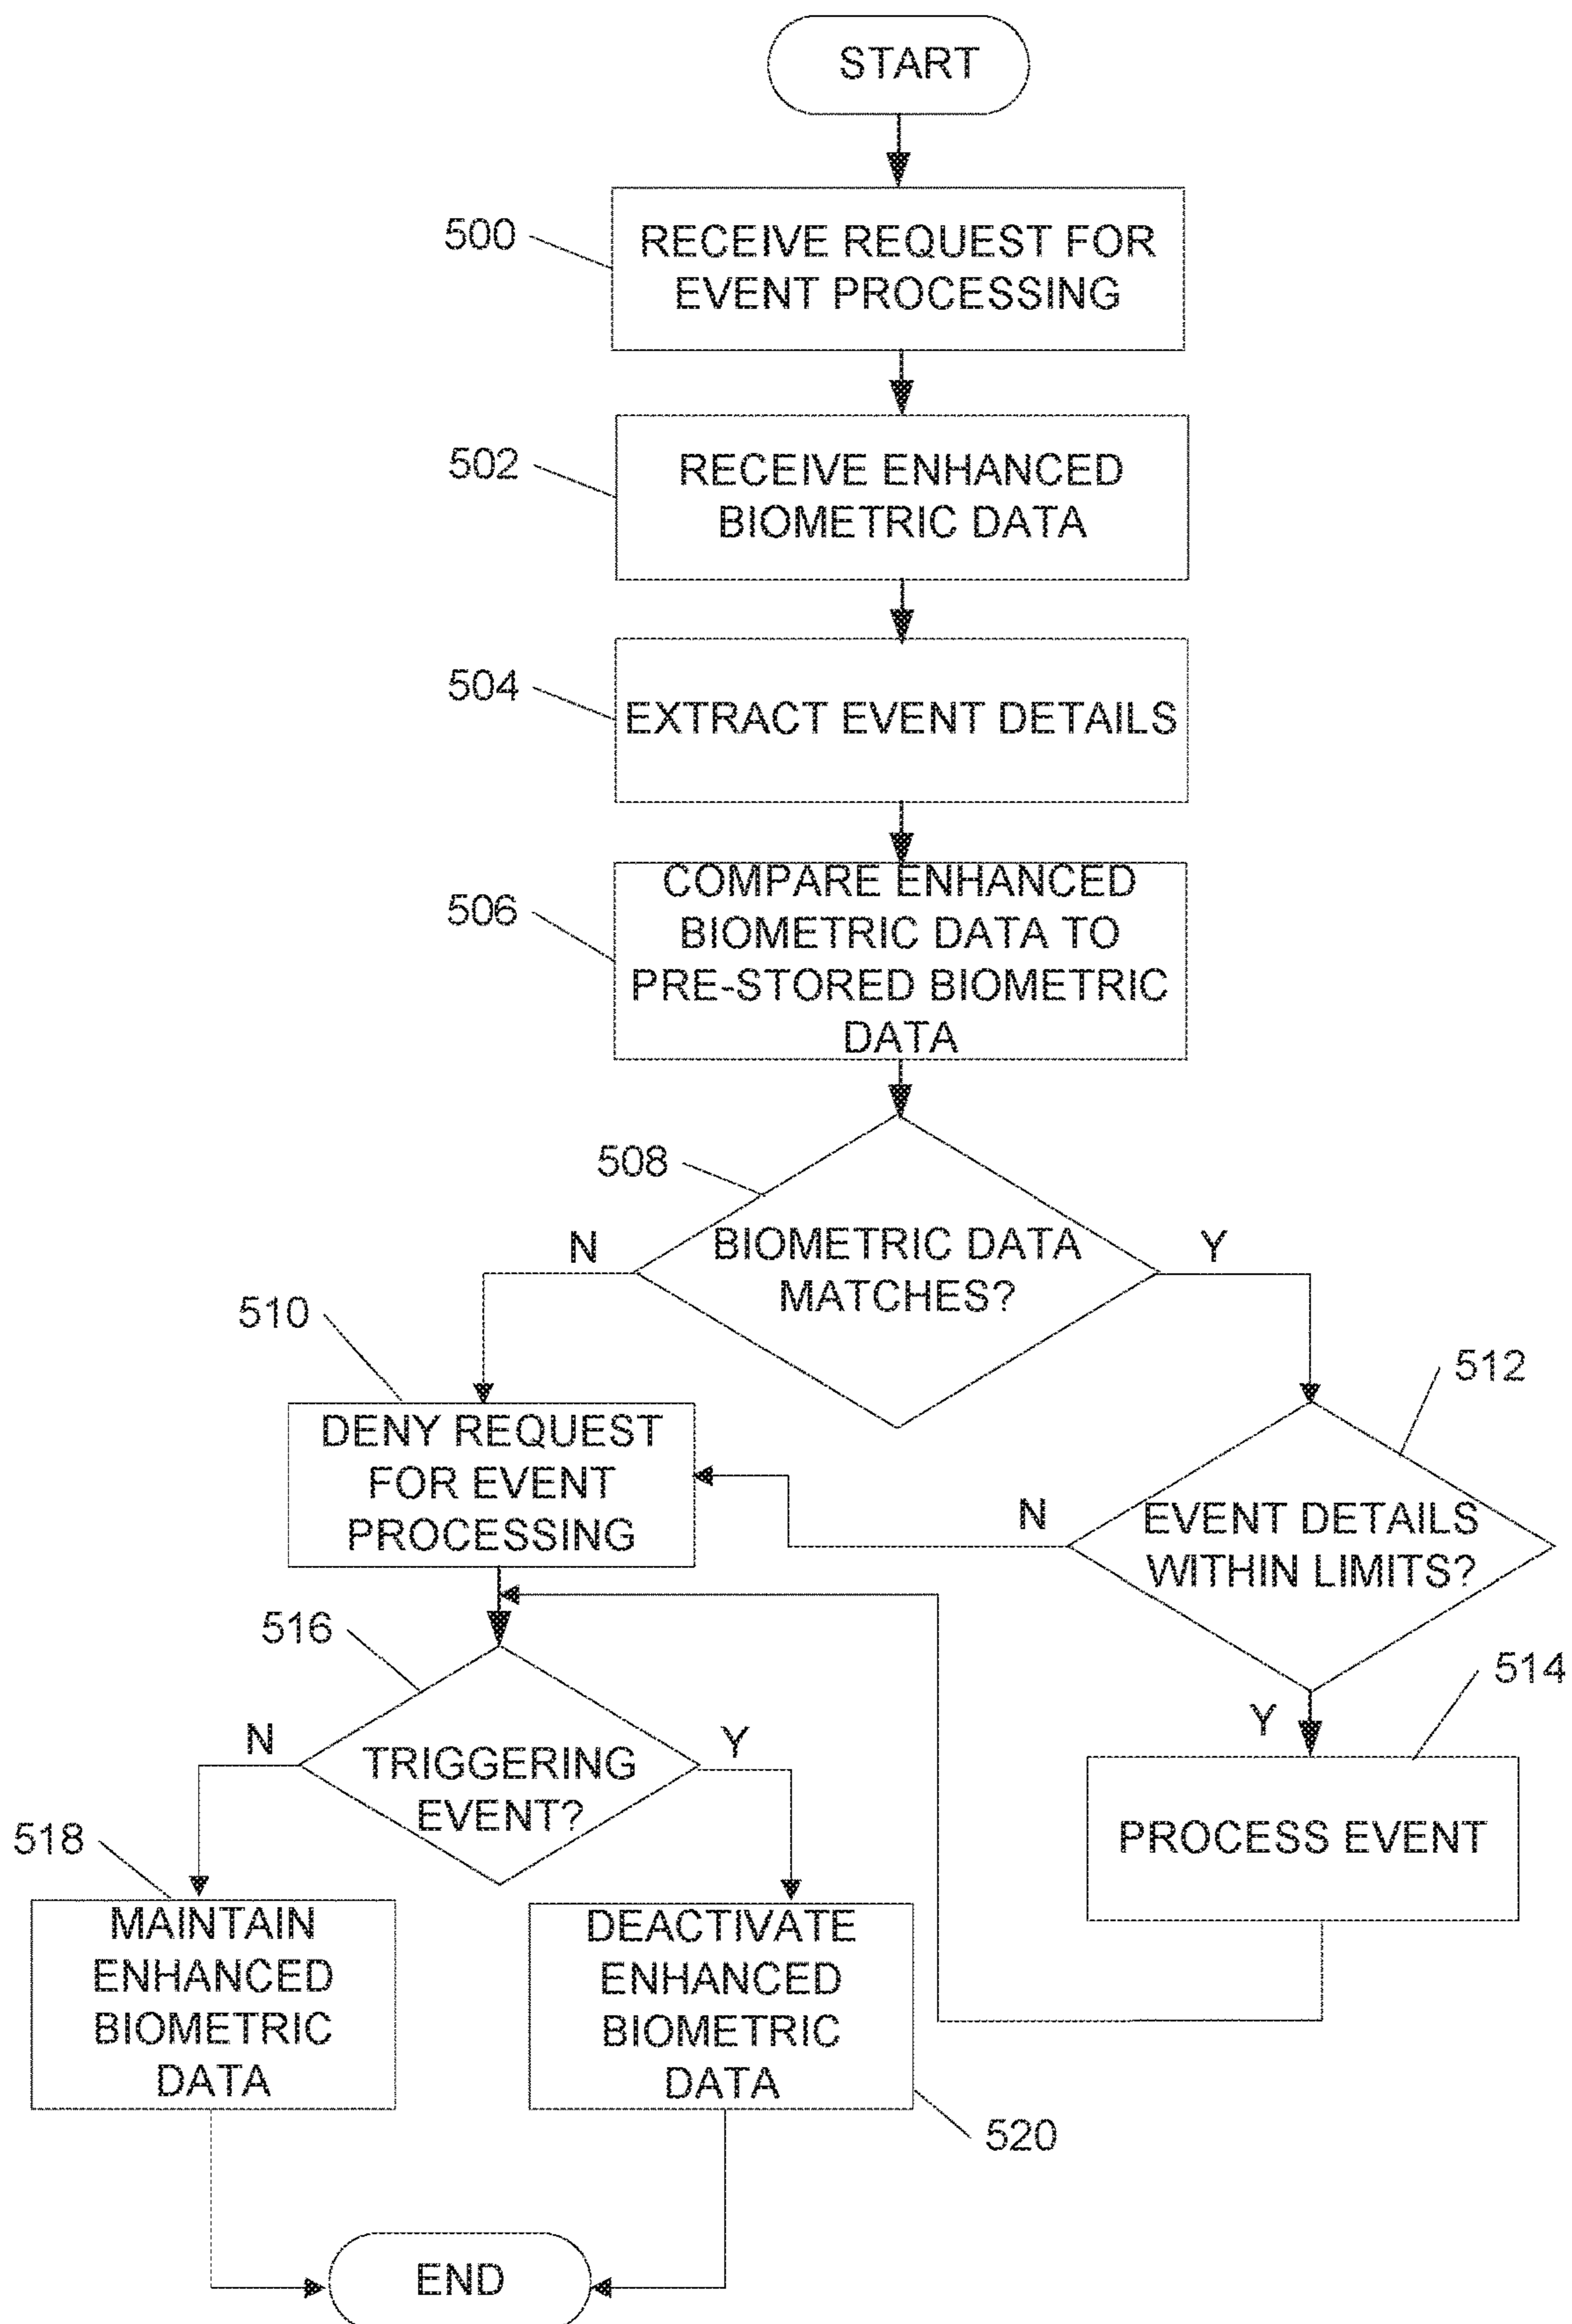 START
500
RECEIVE REQUEST FOR
EVENT PROCESSING
502
RECEIVE ENHANCED
BIOMETRIC DATA
504
EXTRACT EVENT DETAILS
506
COMPARE ENHANCED
BIOMETRIC DATA TO
PRE-STORED BIOMETRIC
DATA
508
BIOMETRIC DATA
MATCHES?
N
Y
510
DENY REQUEST
FOR EVENT
PROCESSING
512
EVENT DETAILS
WITHIN LIMITS?
N
Y
514
PROCESS EVENT
516
TRIGGERING
EVENT?
N
Y
518
MAINTAIN
ENHANCED
BIOMETRIC
DATA
DEACTIVATE
ENHANCED
BIOMETRIC
DATA
520
END